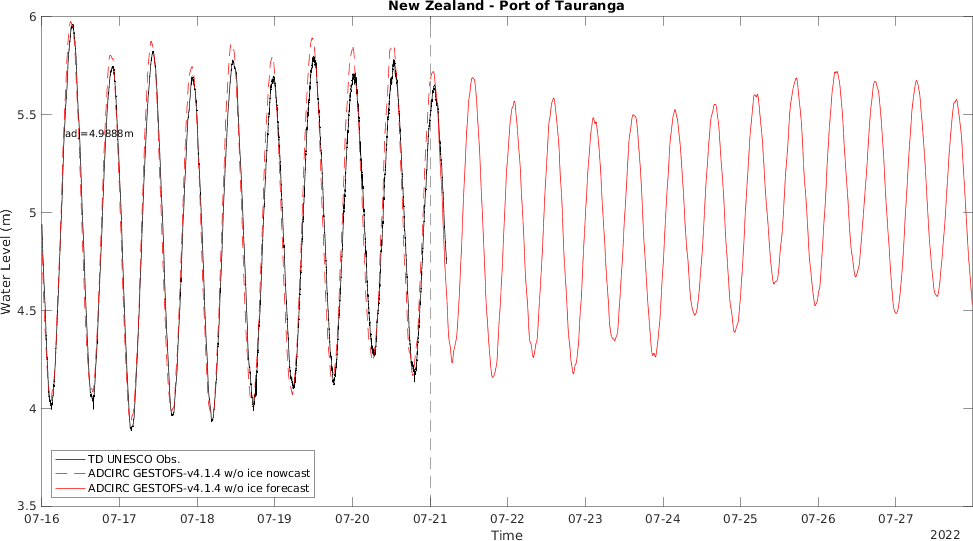 New Zealand - Port of Tauranga
6
5.5
5
4.5
4
3.5
Water Level (m)
adj=4.9888m
TD UNESCO Obs.
ADCIRC GESTOFS-v4.1.4 w/o ice nowcast
ADCIRC GESTOFS-v4.1.4 w/o ice forecast
07-16 07-17 07-18 07-19 07-20 07-21 07-22 07-23 07-24 07-25 07-26 07-27
Time
2022